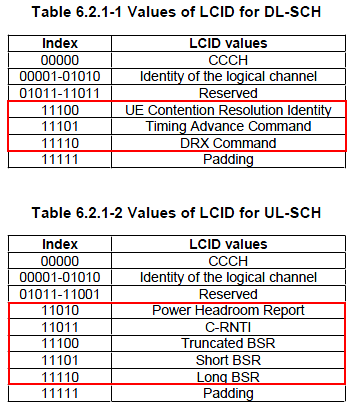 Table 6.2.1-1 Values of LCID for DL-SCH
Index LCID values
00000 CCCH
00001-01010 Identity of the logical channel
01011-11011 Reserved
11100 UE Contention Resolution Identity
11101 Timing Advance Command
11110 DRX Command
11111 Padding
Table 6.2.1-2 Values of LCID for UL-SCH
Index LCID values
00000 CCCH
00001-01010 Identity of the logical channel
01011-11001 Reserved
11010 Power Headroom Report
11011 C-RNTI
11100 Truncated BSR
11101 Short BSR
11110 Long BSR
11111 Padding